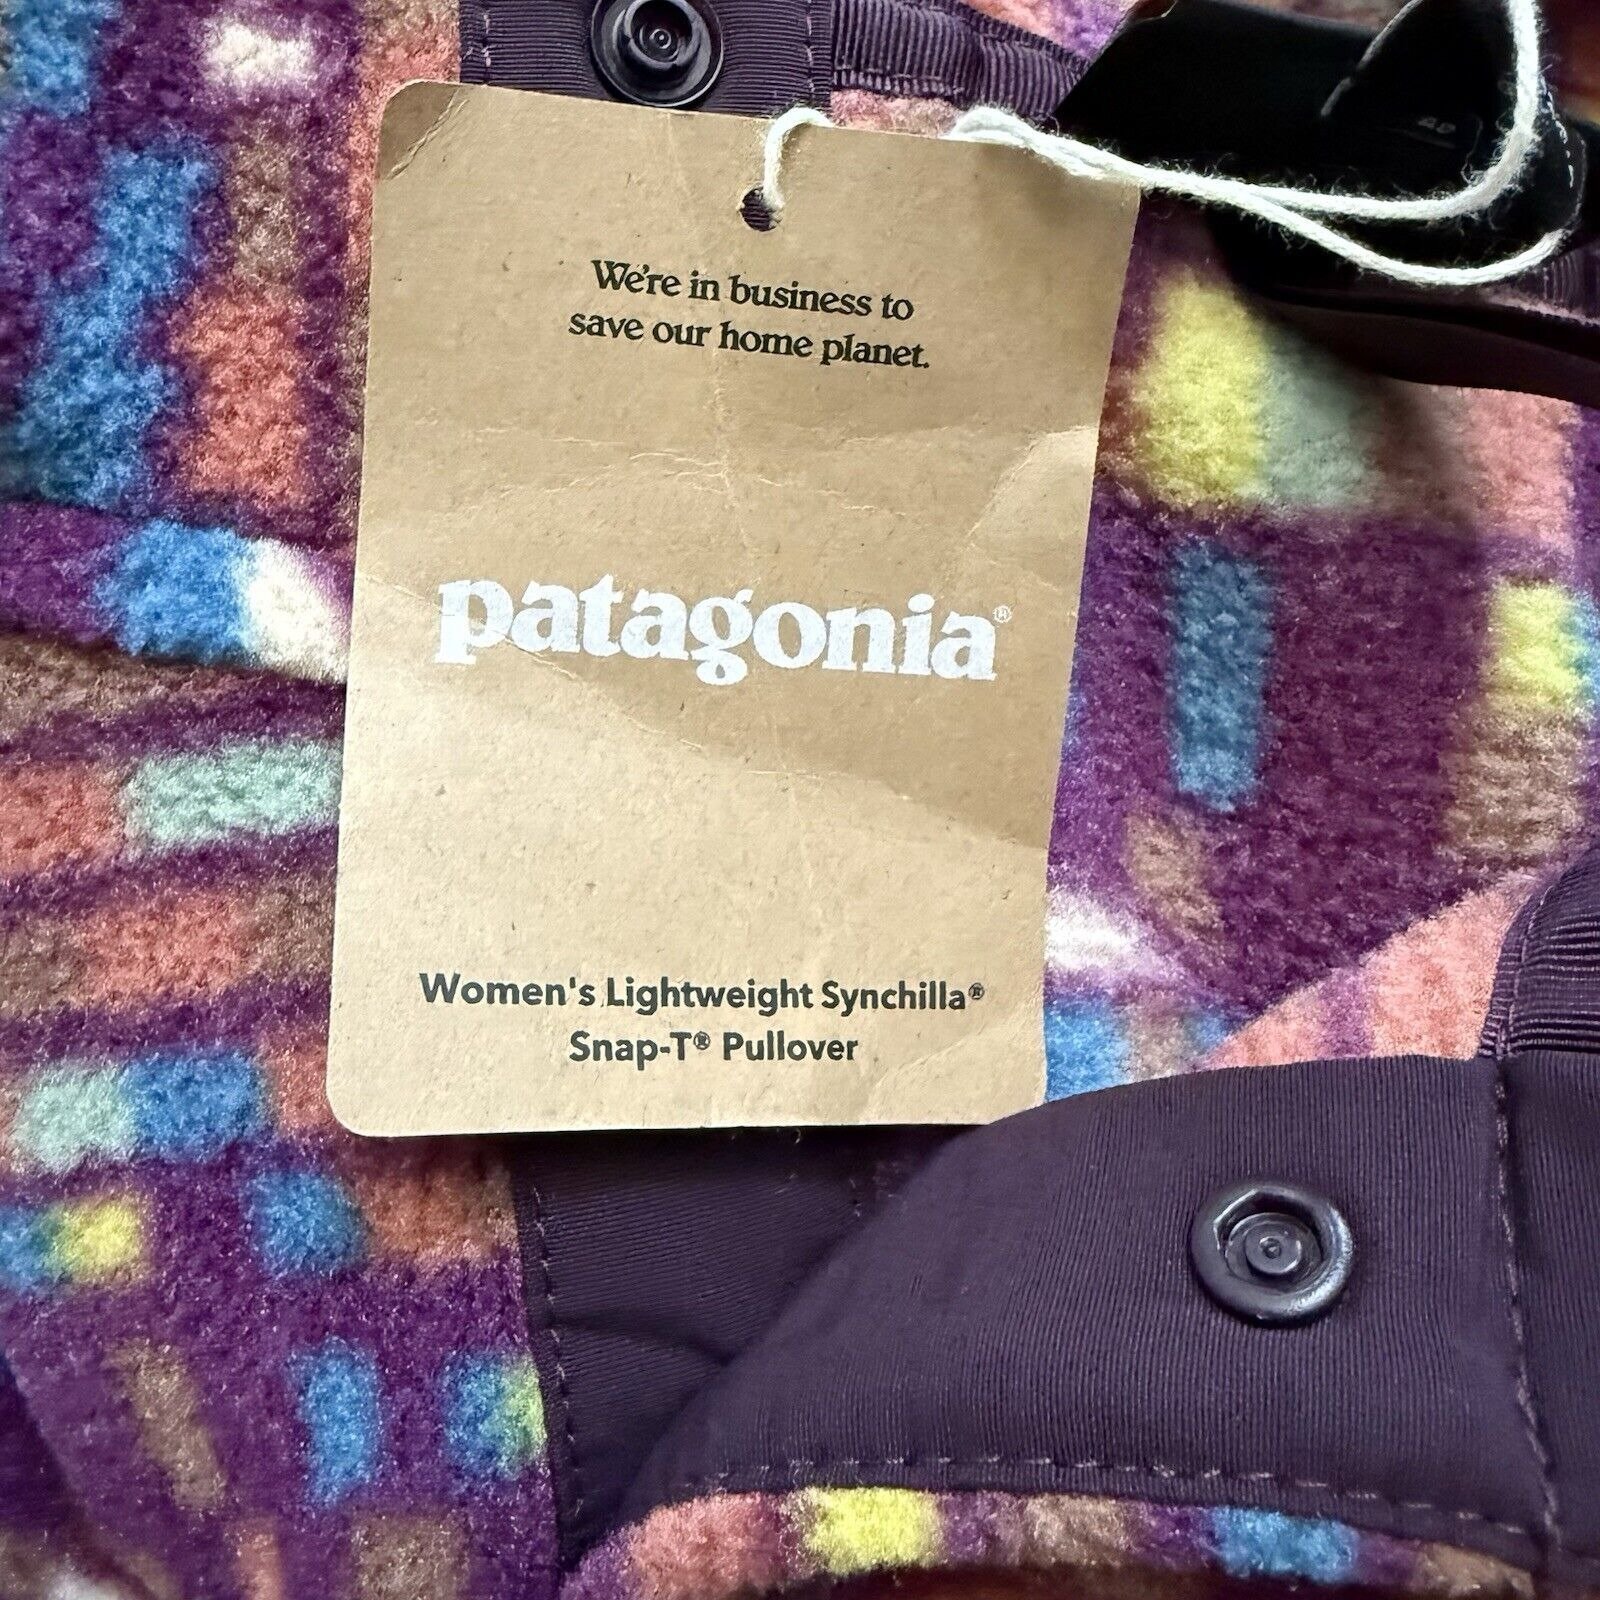 We're in business to
save our home planet.
patagonia®
Women's Lightweight Synchilla®
Snap-T® Pullover